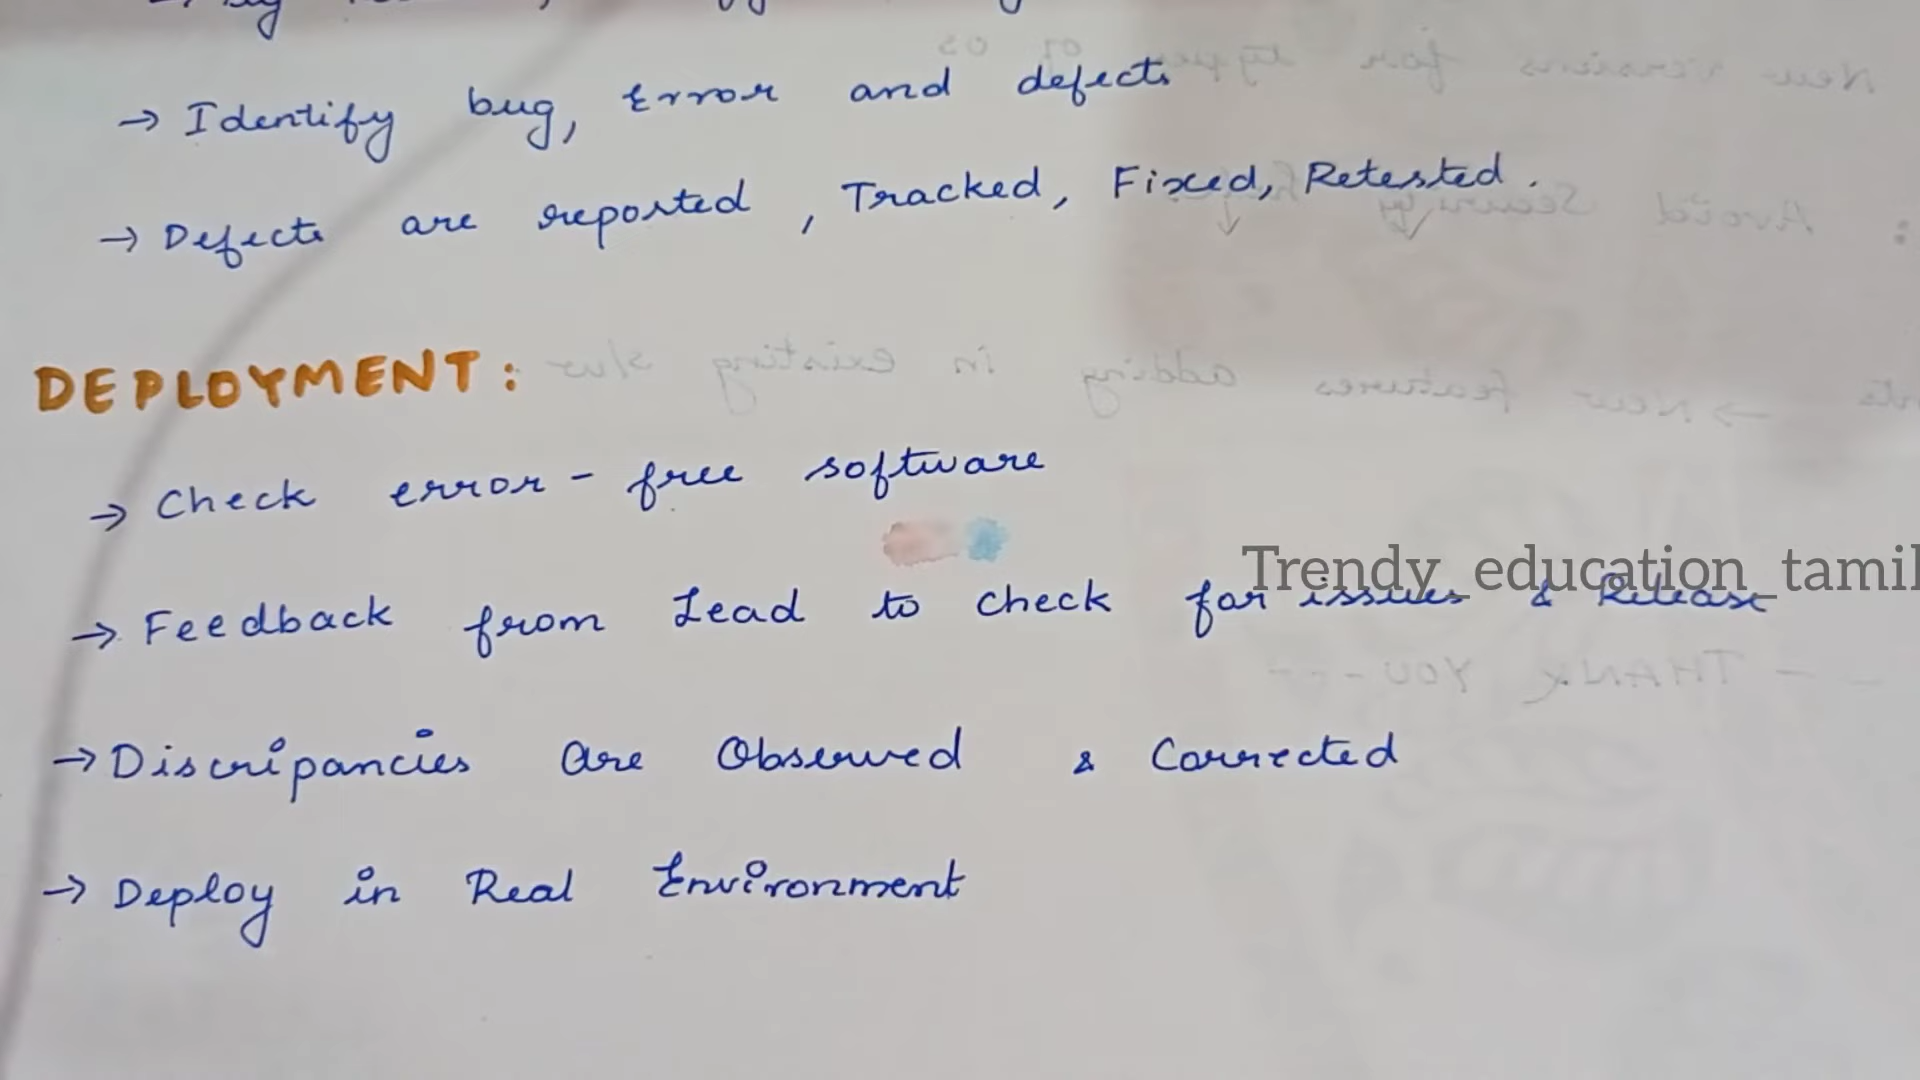 → Identify bug, Error and defects
→ Defects are reported, Tracked, Fixed, Retested.
DEPLOYMENT:
→ Check error-free software
Trendy_education_tamil
→ Feedback from Lead to check for issues & Release
→ Discripancies are Observed & Corrected
→ Deploy in Real Environment